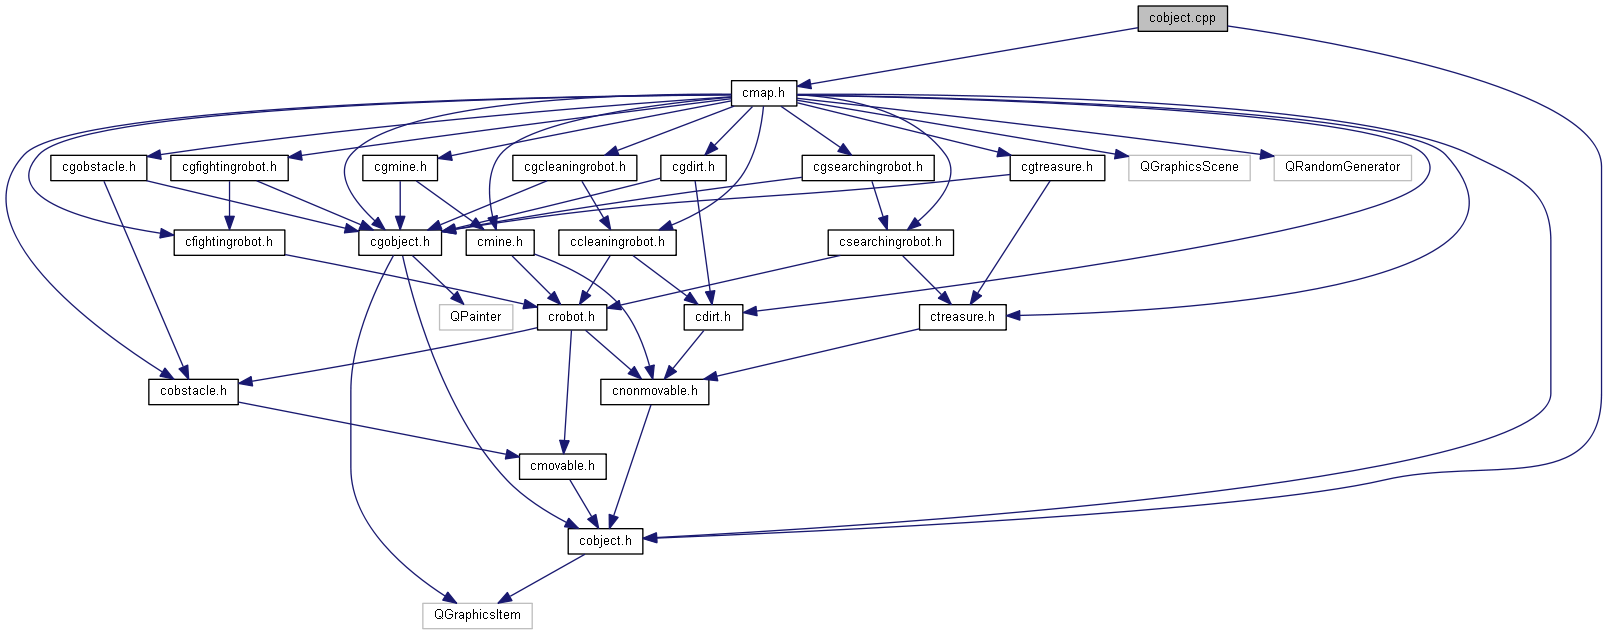 cobject.cpp
cmap.h
cgobstacle.h
cgfightingrobot.h
cgmine.h
cgcleaningrobot.h
cgdirt.h
cgsearchingrobot.h
cgtreasure.h
QGraphicsScene
QRandomGenerator
cfightingrobot.h
cgobject.h
cmine.h
ccleaningrobot.h
csearchingrobot.h
QPainter
crobot.h
cdirt.h
ctreasure.h
cobstacle.h
cnonmovable.h
cmovable.h
cobject.h
QGraphicsItem